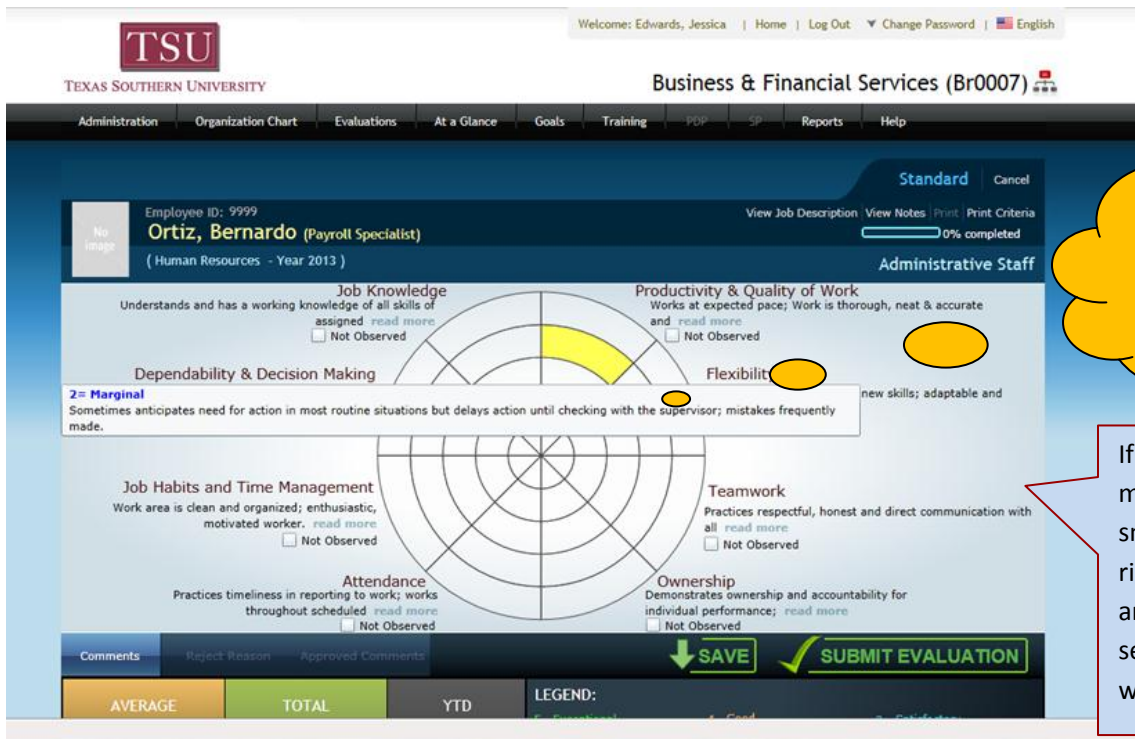 Welcome: Edwards, Jessica | Home | Log Out ▼ Change Password | English
TSU
TEXAS SOUTHERN UNIVERSITY
Business & Financial Services (Br0007)
Administration Organization Chart Evaluations At a Glance Goals Training PDP SP Reports Help
Standard Cancel
No image
Employee ID: 9999
Ortiz, Bernardo (Payroll Specialist)
( Human Resources - Year 2013 )
View Job Description View Notes Print Print Criteria
0% completed
Administrative Staff
Job Knowledge
Understands and has a working knowledge of all skills of
assigned read more
Not Observed
Productivity & Quality of Work
Works at expected pace; Work is thorough, neat & accurate
and read more
Not Observed
Dependability & Decision Making
Flexibility
new skills; adaptable and
2= Marginal
Sometimes anticipates need for action in most routine situations but delays action until checking with the supervisor; mistakes frequently
made.
Job Habits and Time Management
Work area is clean and organized; enthusiastic,
motivated worker. read more
Not Observed
Teamwork
Practices respectful, honest and direct communication with
all read more
Not Observed
Attendance
Practices timeliness in reporting to work; works
throughout scheduled read more
Not Observed
Ownership
Demonstrates ownership and accountability for
individual performance; read more
Not Observed
If
Comments Reject Reason Approved Comments
SAVE
SUBMIT EVALUATION
AVERAGE TOTAL YTD
LEGEND: